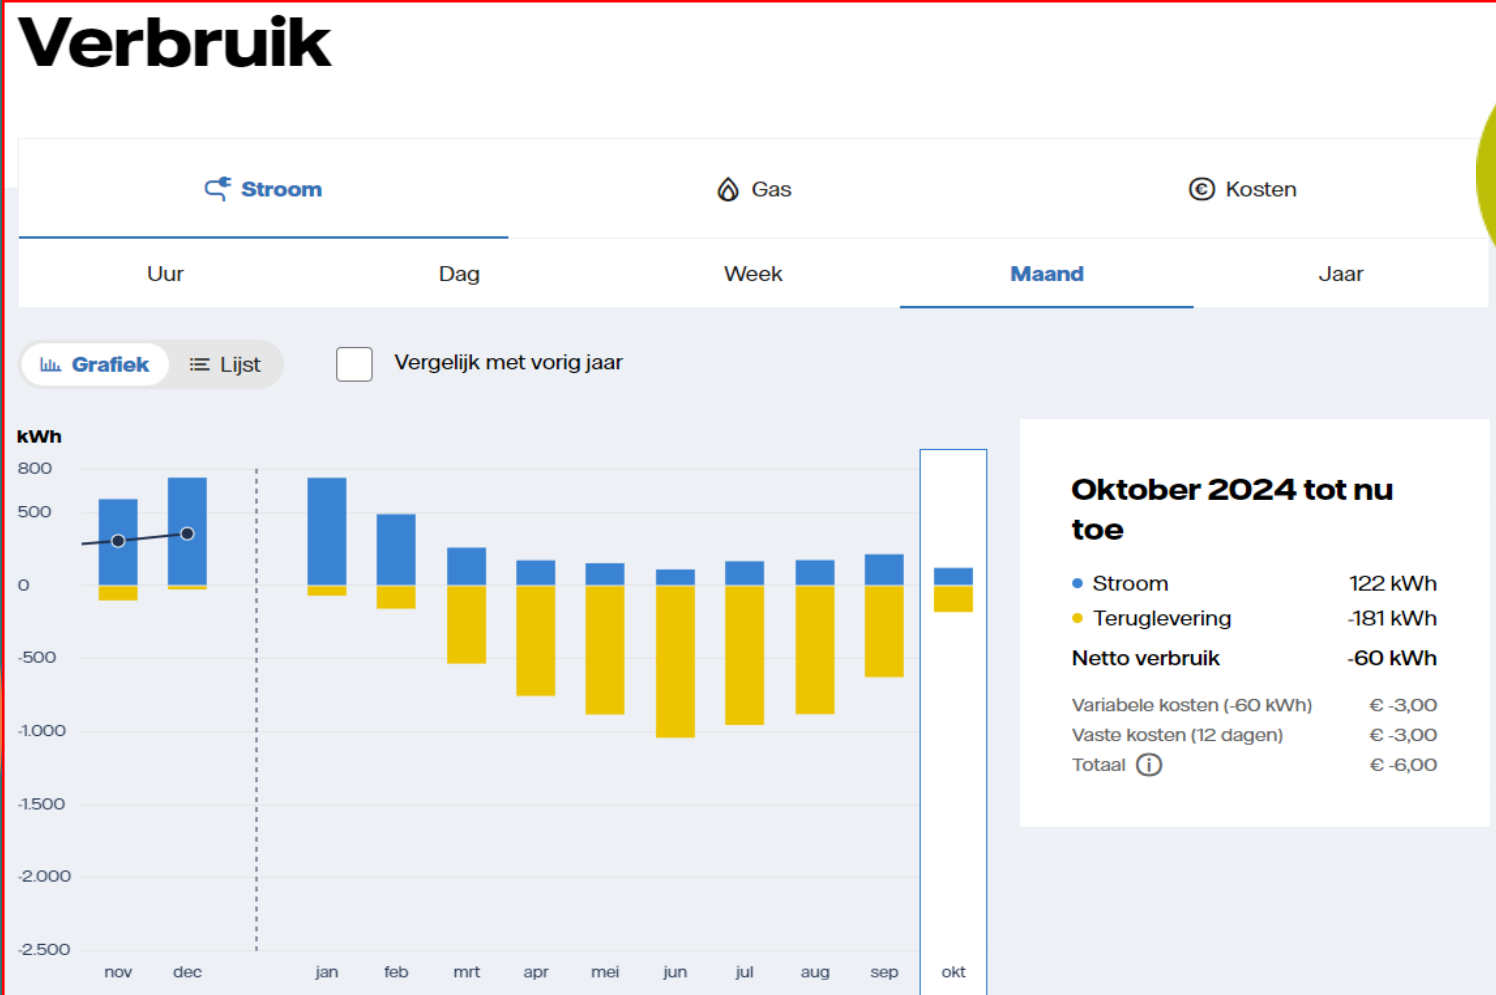 Verbruik
Stroom
Gas
Kosten
Uur
Dag
Week
Maand
Jaar
Grafiek
Lijst
Vergelijk met vorig jaar
kWh
800
500
0
-500
-1.000
-1.500
-2.000
-2.500
nov
dec
jan
feb
mrt
apr
mei
jun
jul
aug
sep
okt
Oktober 2024 tot nu
toe
Stroom 122 kWh
Teruglevering -181 kWh
Netto verbruik -60 kWh
Variabele kosten (-60 kWh) € -3,00
Vaste kosten (12 dagen) € -3,00
Totaal € -6,00